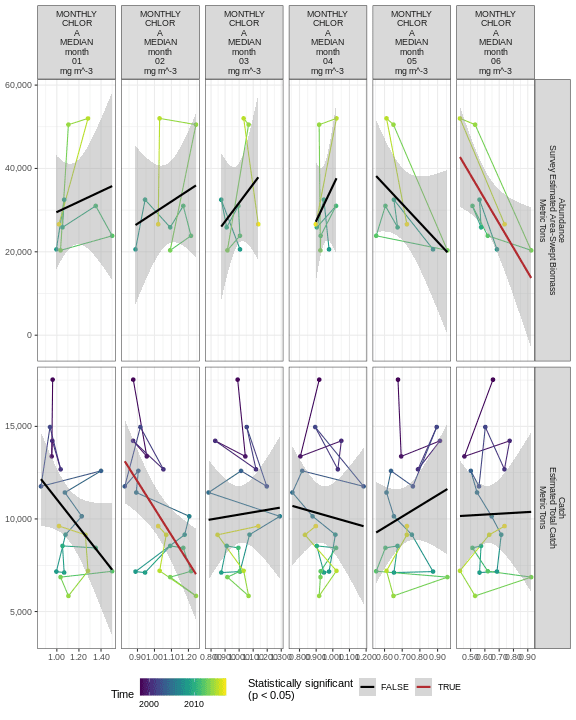 MONTHLY MONTHLY MONTHLY MONTHLY MONTHLY MONTHLY
CHLOR CHLOR CHLOR CHLOR CHLOR CHLOR
A A A A A A
MEDIAN MEDIAN MEDIAN MEDIAN MEDIAN MEDIAN
month month month month month month
01 02 03 04 05 06
mg m^-3 mg m^-3 mg m^-3 mg m^-3 mg m^-3 mg m^-3
60,000
40,000
20,000
0
Abundance
Survey Estimated Area-Swept Biomass
Metric Tons
15,000
10,000
5,000
Catch
Estimated Total Catch
Metric Tons
1.00 1.20 1.40
0.90 1.00 1.10 1.20
0.60 0.70 0.80 0.90
0.50 0.60 0.70 0.80 0.90
Time
2000 2010
Statistically significant
(p < 0.05)
FALSE TRUE